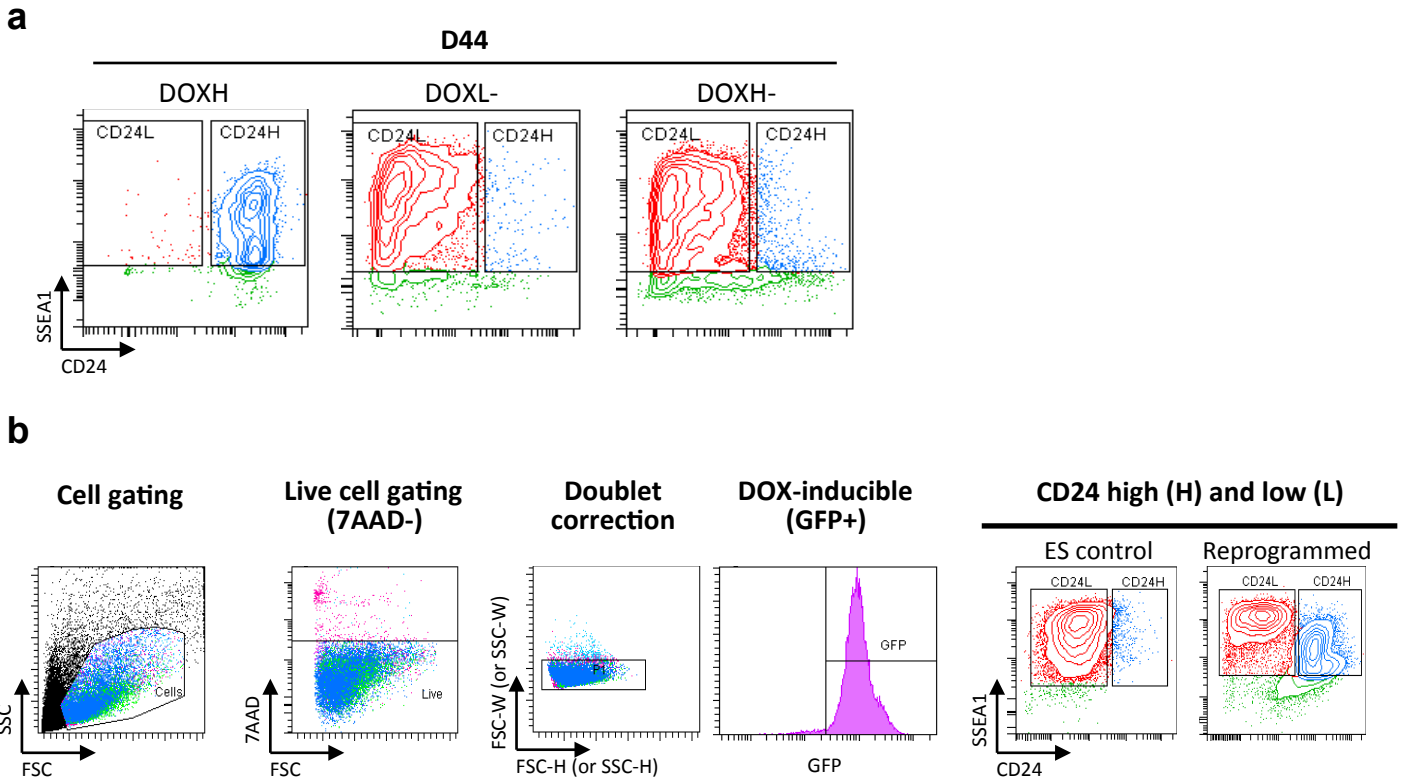 a
D44
DOXH
DOXL-
DOXH-
CD24L
CD24H
CD24L
CD24H
CD24L
CD24H
SSEA1
CD24
b
Cell gating
Live cell gating
(7AAD-)
Doublet
correction
DOX-inducible
(GFP+)
CD24 high (H) and low (L)
ES control
Reprogrammed
SSC
Cells
FSC
7AAD
Live
FSC
FSC-W (or SSC-W)
P1
FSC-H (or SSC-H)
GFP
GFP
CD24L
CD24H
CD24L
CD24H
SSEA1
CD24